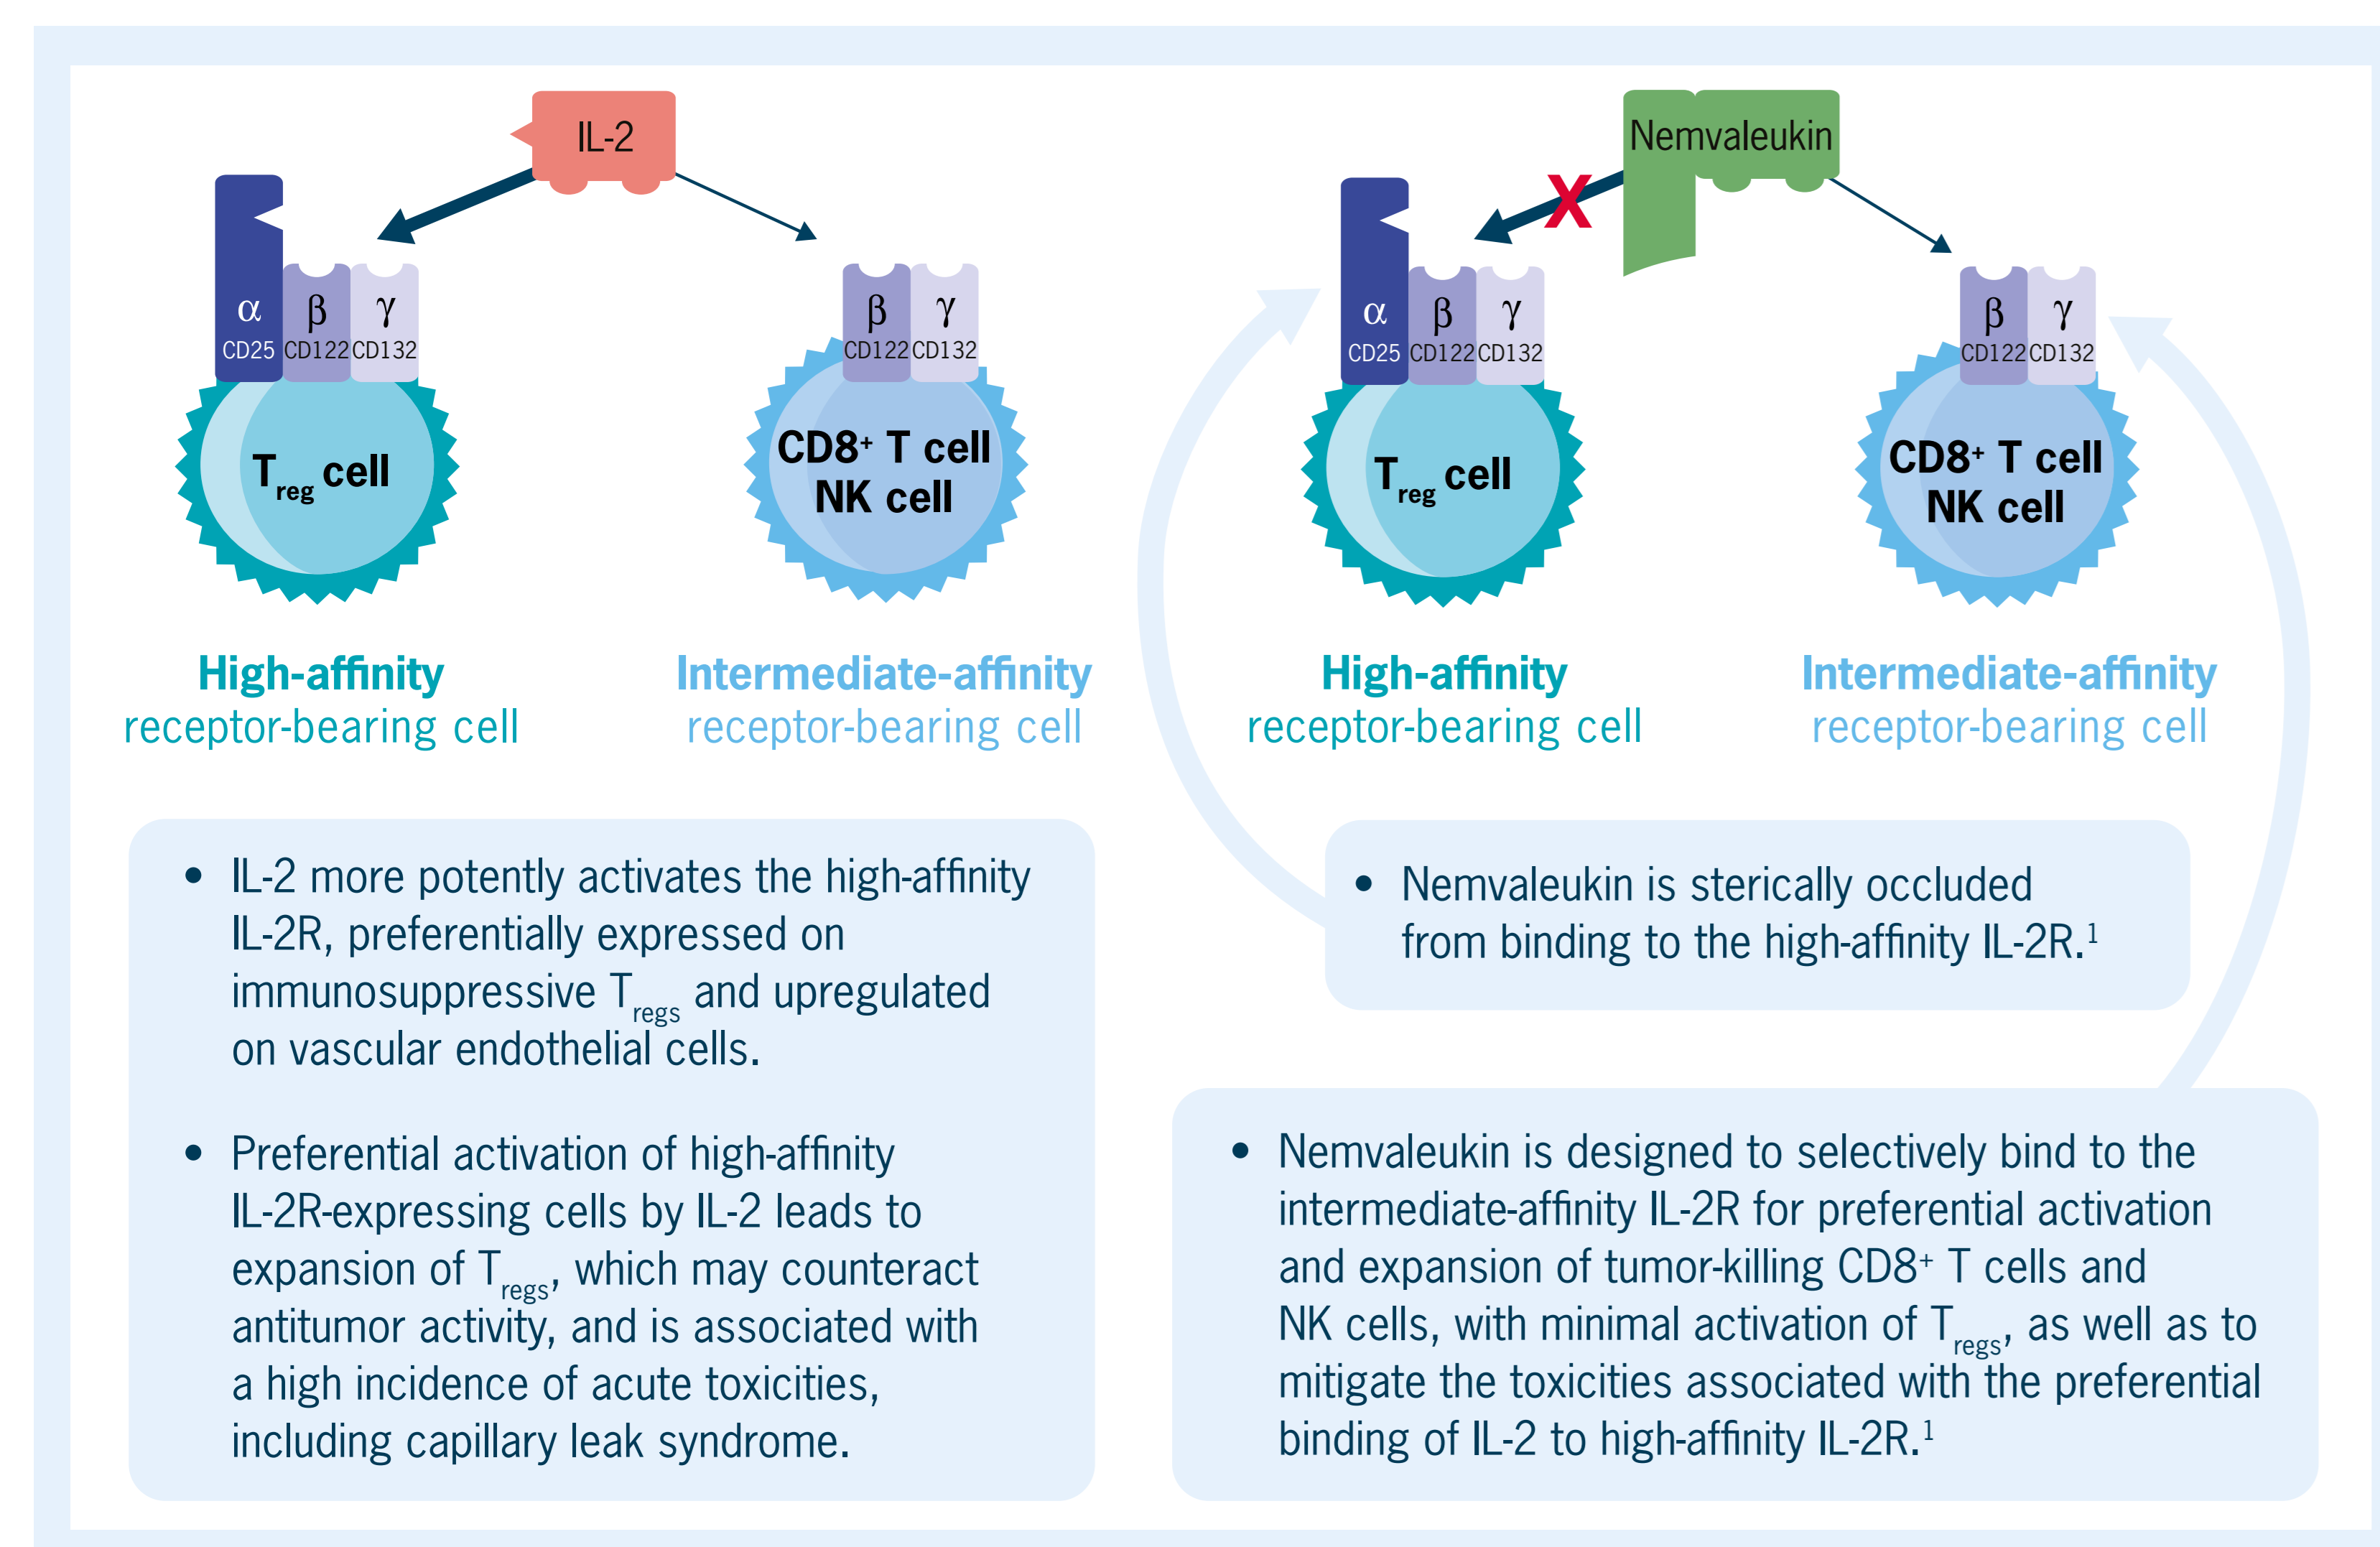 IL-2
α
CD25
β
CD122
γ
CD132
T_reg cell
High-affinity
receptor-bearing cell
β
CD122
γ
CD132
CD8⁺ T cell
NK cell
Intermediate-affinity
receptor-bearing cell
• IL-2 more potently activates the high-affinity
IL-2R, preferentially expressed on
immunosuppressive T_regs and upregulated
on vascular endothelial cells.
• Preferential activation of high-affinity
IL-2R-expressing cells by IL-2 leads to
expansion of T_regs, which may counteract
antitumor activity, and is associated with
a high incidence of acute toxicities,
including capillary leak syndrome.
Nemvaleukin
X
α
CD25
β
CD122
γ
CD132
T_reg cell
High-affinity
receptor-bearing cell
β
CD122
γ
CD132
CD8⁺ T cell
NK cell
Intermediate-affinity
receptor-bearing cell
• Nemvaleukin is sterically occluded
from binding to the high-affinity IL-2R.¹
• Nemvaleukin is designed to selectively bind to the
intermediate-affinity IL-2R for preferential activation
and expansion of tumor-killing CD8⁺ T cells and
NK cells, with minimal activation of T_regs, as well as to
mitigate the toxicities associated with the preferential
binding of IL-2 to high-affinity IL-2R.¹